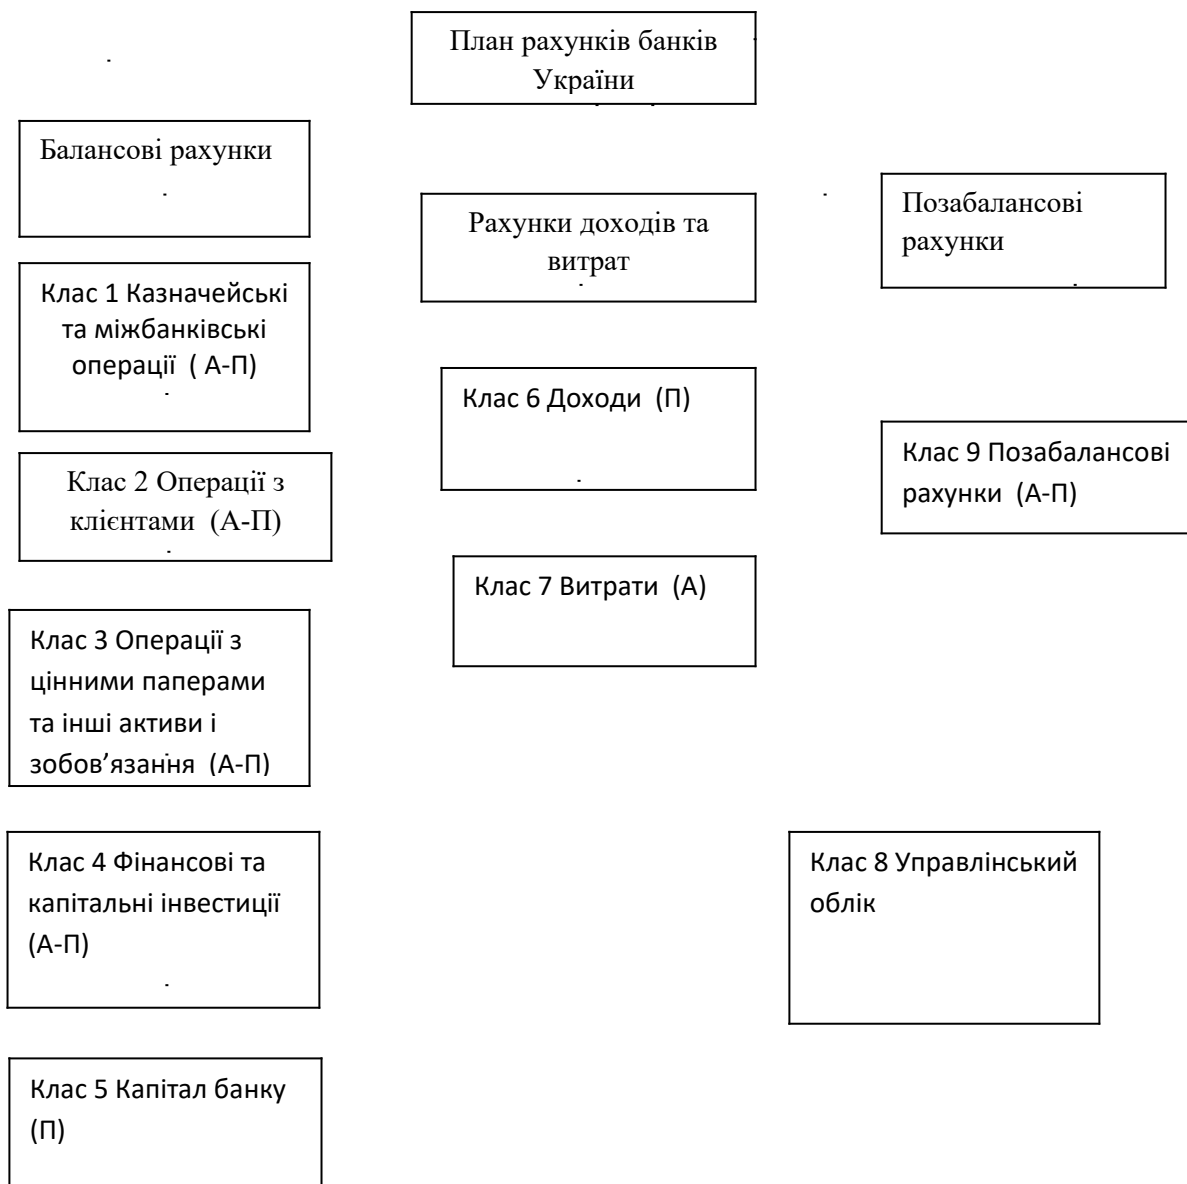 План рахунків банків
України
Балансові рахунки
Рахунки доходів та
витрат
Позабалансові
рахунки
Клас 1 Казначейські
та міжбанківські
операції ( А-П)
Клас 6 Доходи (П)
Клас 9 Позабалансові
рахунки (А-П)
Клас 2 Операції з
клієнтами (А-П)
Клас 7 Витрати (А)
Клас 3 Операції з
цінними паперами
та інші активи і
зобов’язання (А-П)
Клас 4 Фінансові та
капітальні інвестиції
(А-П)
Клас 8 Управлінський
облік
Клас 5 Капітал банку
(П)